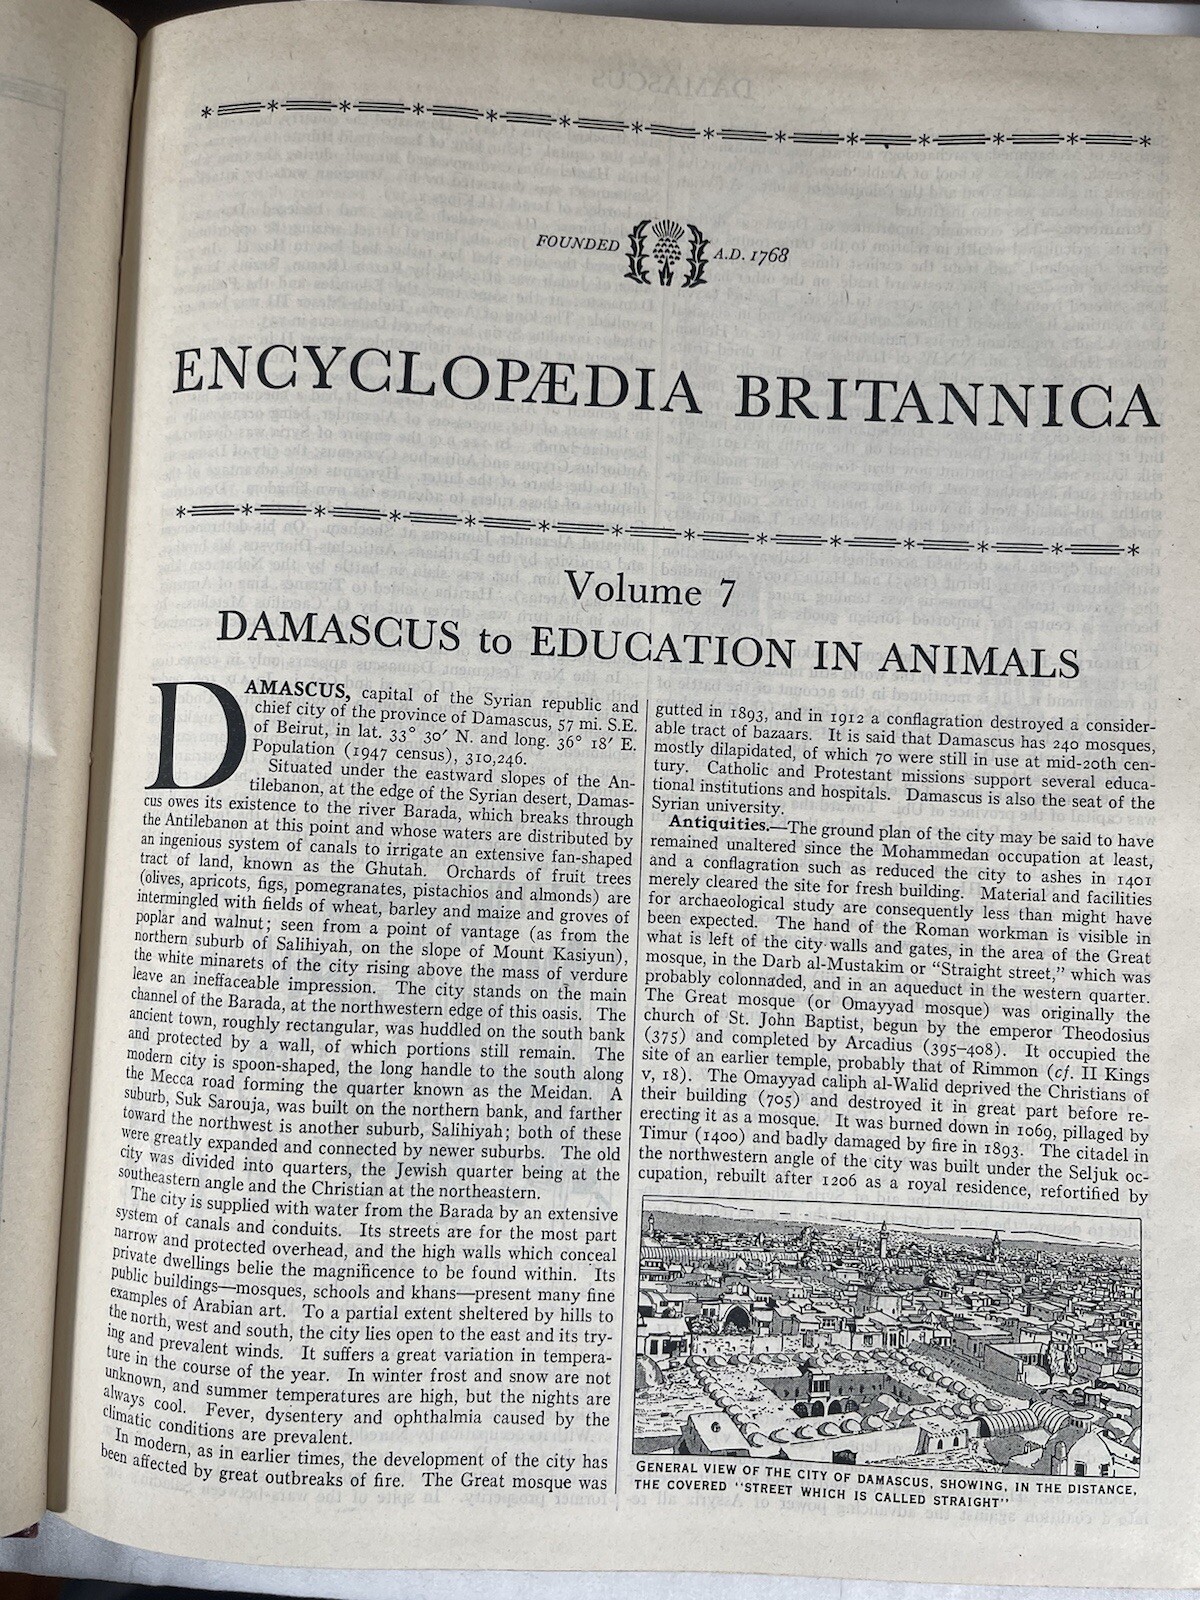 FOUNDED A.D. 1768
ENCYCLOPÆDIA BRITANNICA
Volume 7
DAMASCUS to EDUCATION IN ANIMALS
DAMASCUS, capital of the Syrian republic and
chief city of the province of Damascus, 57 mi. S.E.
of Beirut, in lat. 33° 30′ N. and long. 36° 18′ E.
Population (1947 census), 310,246.
Situated under the eastward slopes of the An-
tilebanon, at the edge of the Syrian desert, Damas-
cus owes its existence to the river Barada, which breaks through
the Antilebanon at this point and whose waters are distributed by
an ingenious system of canals to irrigate an extensive fan-shaped
tract of land, known as the Ghutah. Orchards of fruit trees
(olives, apricots, figs, pomegranates, pistachios and almonds) are
intermingled with fields of wheat, barley and maize and groves of
poplar and walnut; seen from a point of vantage (as from the
northern suburb of Salihiyah, on the slope of Mount Kasiyun),
the white minarets of the city rising above the mass of verdure
leave an ineffaceable impression. The city stands on the main
channel of the Barada, at the northwestern edge of this oasis. The
ancient town, roughly rectangular, was huddled on the south bank
and protected by a wall, of which portions still remain. The
modern city is spoon-shaped, the long handle to the south along
the Mecca road forming the quarter known as the Meidan. A
suburb, Suk Sarouja, was built on the northern bank, and farther
toward the northwest is another suburb, Salihiyah; both of these
were greatly expanded and connected by newer suburbs. The old
city was divided into quarters, the Jewish quarter being at the
southeastern angle and the Christian at the northeastern.
The city is supplied with water from the Barada by an extensive
system of canals and conduits. Its streets are for the most part
narrow and protected overhead, and the high walls which conceal
private dwellings belie the magnificence to be found within. Its
public buildings—mosques, schools and khans—present many fine
examples of Arabian art. To a partial extent sheltered by hills to
the north, west and south, the city lies open to the east and its try-
ing and prevalent winds. It suffers a great variation in tempera-
ture in the course of the year. In winter frost and snow are not
unknown, and summer temperatures are high, but the nights are
always cool. Fever, dysentery and ophthalmia caused by the
climatic conditions are prevalent.
In modern, as in earlier times, the development of the city has
been affected by great outbreaks of fire. The Great mosque was
gutted in 1893, and in 1912 a conflagration destroyed a consider-
able tract of bazaars. It is said that Damascus has 240 mosques,
mostly dilapidated, of which 70 were still in use at mid-20th cen-
tury. Catholic and Protestant missions support several educa-
tional institutions and hospitals. Damascus is also the seat of the
Syrian university.
Antiquities.—The ground plan of the city may be said to have
remained unaltered since the Mohammedan occupation at least,
and a conflagration such as reduced the city to ashes in 1401
merely cleared the site for fresh building. Material and facilities
for archaeological study are consequently less than might have
been expected. The hand of the Roman workman is visible in
what is left of the city walls and gates, in the area of the Great
mosque, in the Darb al-Mustakim or “Straight street,” which was
probably colonnaded, and in an aqueduct in the western quarter.
The Great mosque (or Omayyad mosque) was originally the
church of St. John Baptist, begun by the emperor Theodosius
(375) and completed by Arcadius (395–408). It occupied the
site of an earlier temple, probably that of Rimmon (cf. II Kings
v, 18). The Omayyad caliph al-Walid deprived the Christians of
their building (705) and destroyed it in great part before re-
erecting it as a mosque. It was burned down in 1069, pillaged by
Timur (1400) and badly damaged by fire in 1893. The citadel in
the northwestern angle of the city was built under the Seljuk oc-
cupation, rebuilt after 1206 as a royal residence, refortified by
GENERAL VIEW OF THE CITY OF DAMASCUS, SHOWING, IN THE DISTANCE,
THE COVERED "STREET WHICH IS CALLED STRAIGHT"